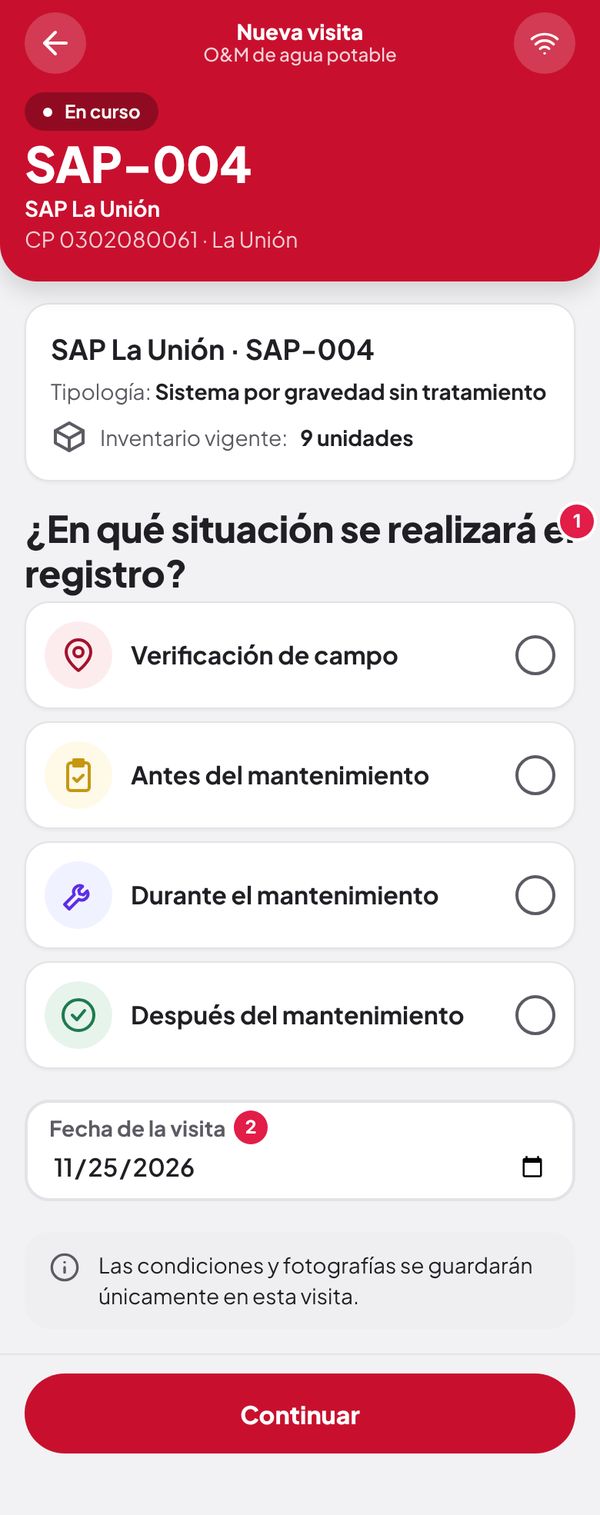 Nueva visita
O&M de agua potable
En curso
SAP-004
SAP La Unión
CP 0302080061 · La Unión
SAP La Unión · SAP-004
Tipología: Sistema por gravedad sin tratamiento
Inventario vigente: 9 unidades
¿En qué situación se realizará el
1
registro?
Verificación de campo
Antes del mantenimiento
Durante el mantenimiento
Después del mantenimiento
Fecha de la visita 2
11/25/2026
Las condiciones y fotografías se guardarán
únicamente en esta visita.
Continuar